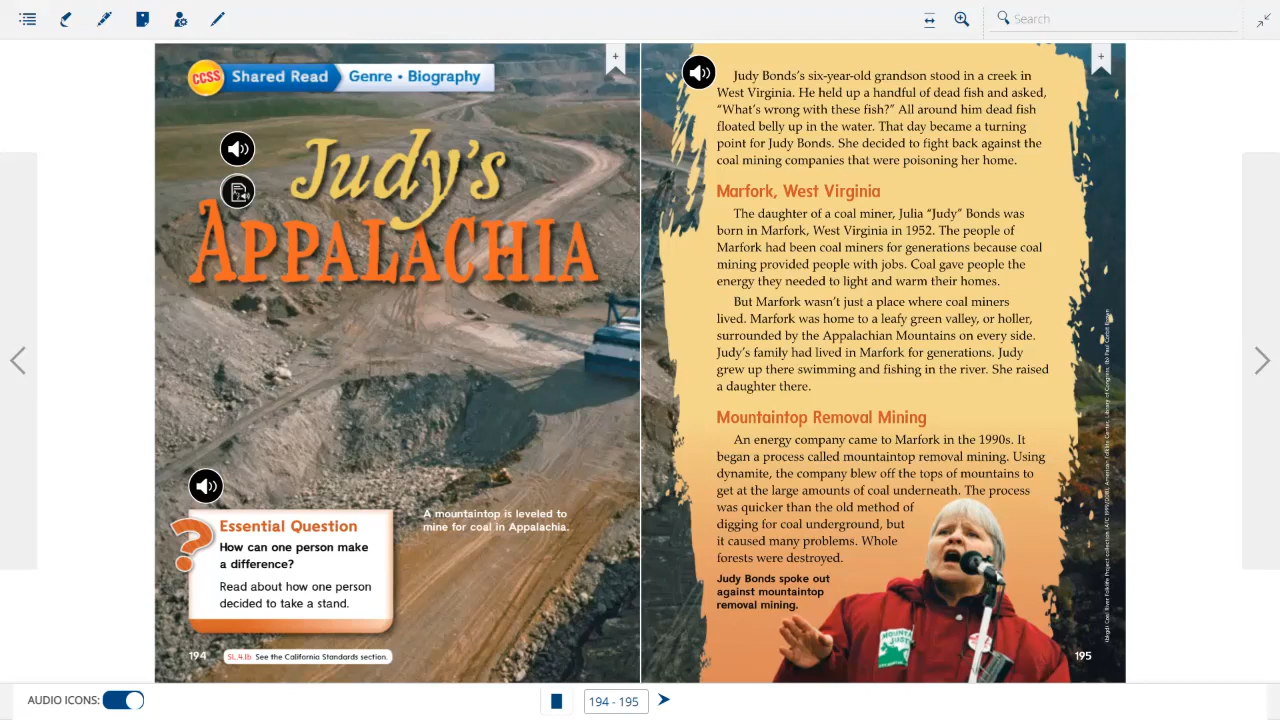 Search
CCSS Shared Read Genre • Biography
Judy's
APPALACHIA
A mountaintop is leveled to
mine for coal in Appalachia.
? Essential Question
How can one person make
a difference?
Read about how one person
decided to take a stand.
194
SL.4.1b See the California Standards section.
Judy Bonds's six-year-old grandson stood in a creek in
West Virginia. He held up a handful of dead fish and asked,
“What's wrong with these fish?” All around him dead fish
floated belly up in the water. That day became a turning
point for Judy Bonds. She decided to fight back against the
coal mining companies that were poisoning her home.
Marfork, West Virginia
The daughter of a coal miner, Julia “Judy” Bonds was
born in Marfork, West Virginia in 1952. The people of
Marfork had been coal miners for generations because coal
mining provided people with jobs. Coal gave people the
energy they needed to light and warm their homes.
But Marfork wasn't just a place where coal miners
lived. Marfork was home to a leafy green valley, or holler,
surrounded by the Appalachian Mountains on every side.
Judy's family had lived in Marfork for generations. Judy
grew up there swimming and fishing in the river. She raised
a daughter there.
Mountaintop Removal Mining
An energy company came to Marfork in the 1990s. It
began a process called mountaintop removal mining. Using
dynamite, the company blew off the tops of mountains to
get at the large amounts of coal underneath. The process
was quicker than the old method of
digging for coal underground, but
it caused many problems. Whole
forests were destroyed.
Judy Bonds spoke out
against mountaintop
removal mining.
MOUNTAIN
JUSTICE
195
AUDIO ICONS:
194 - 195